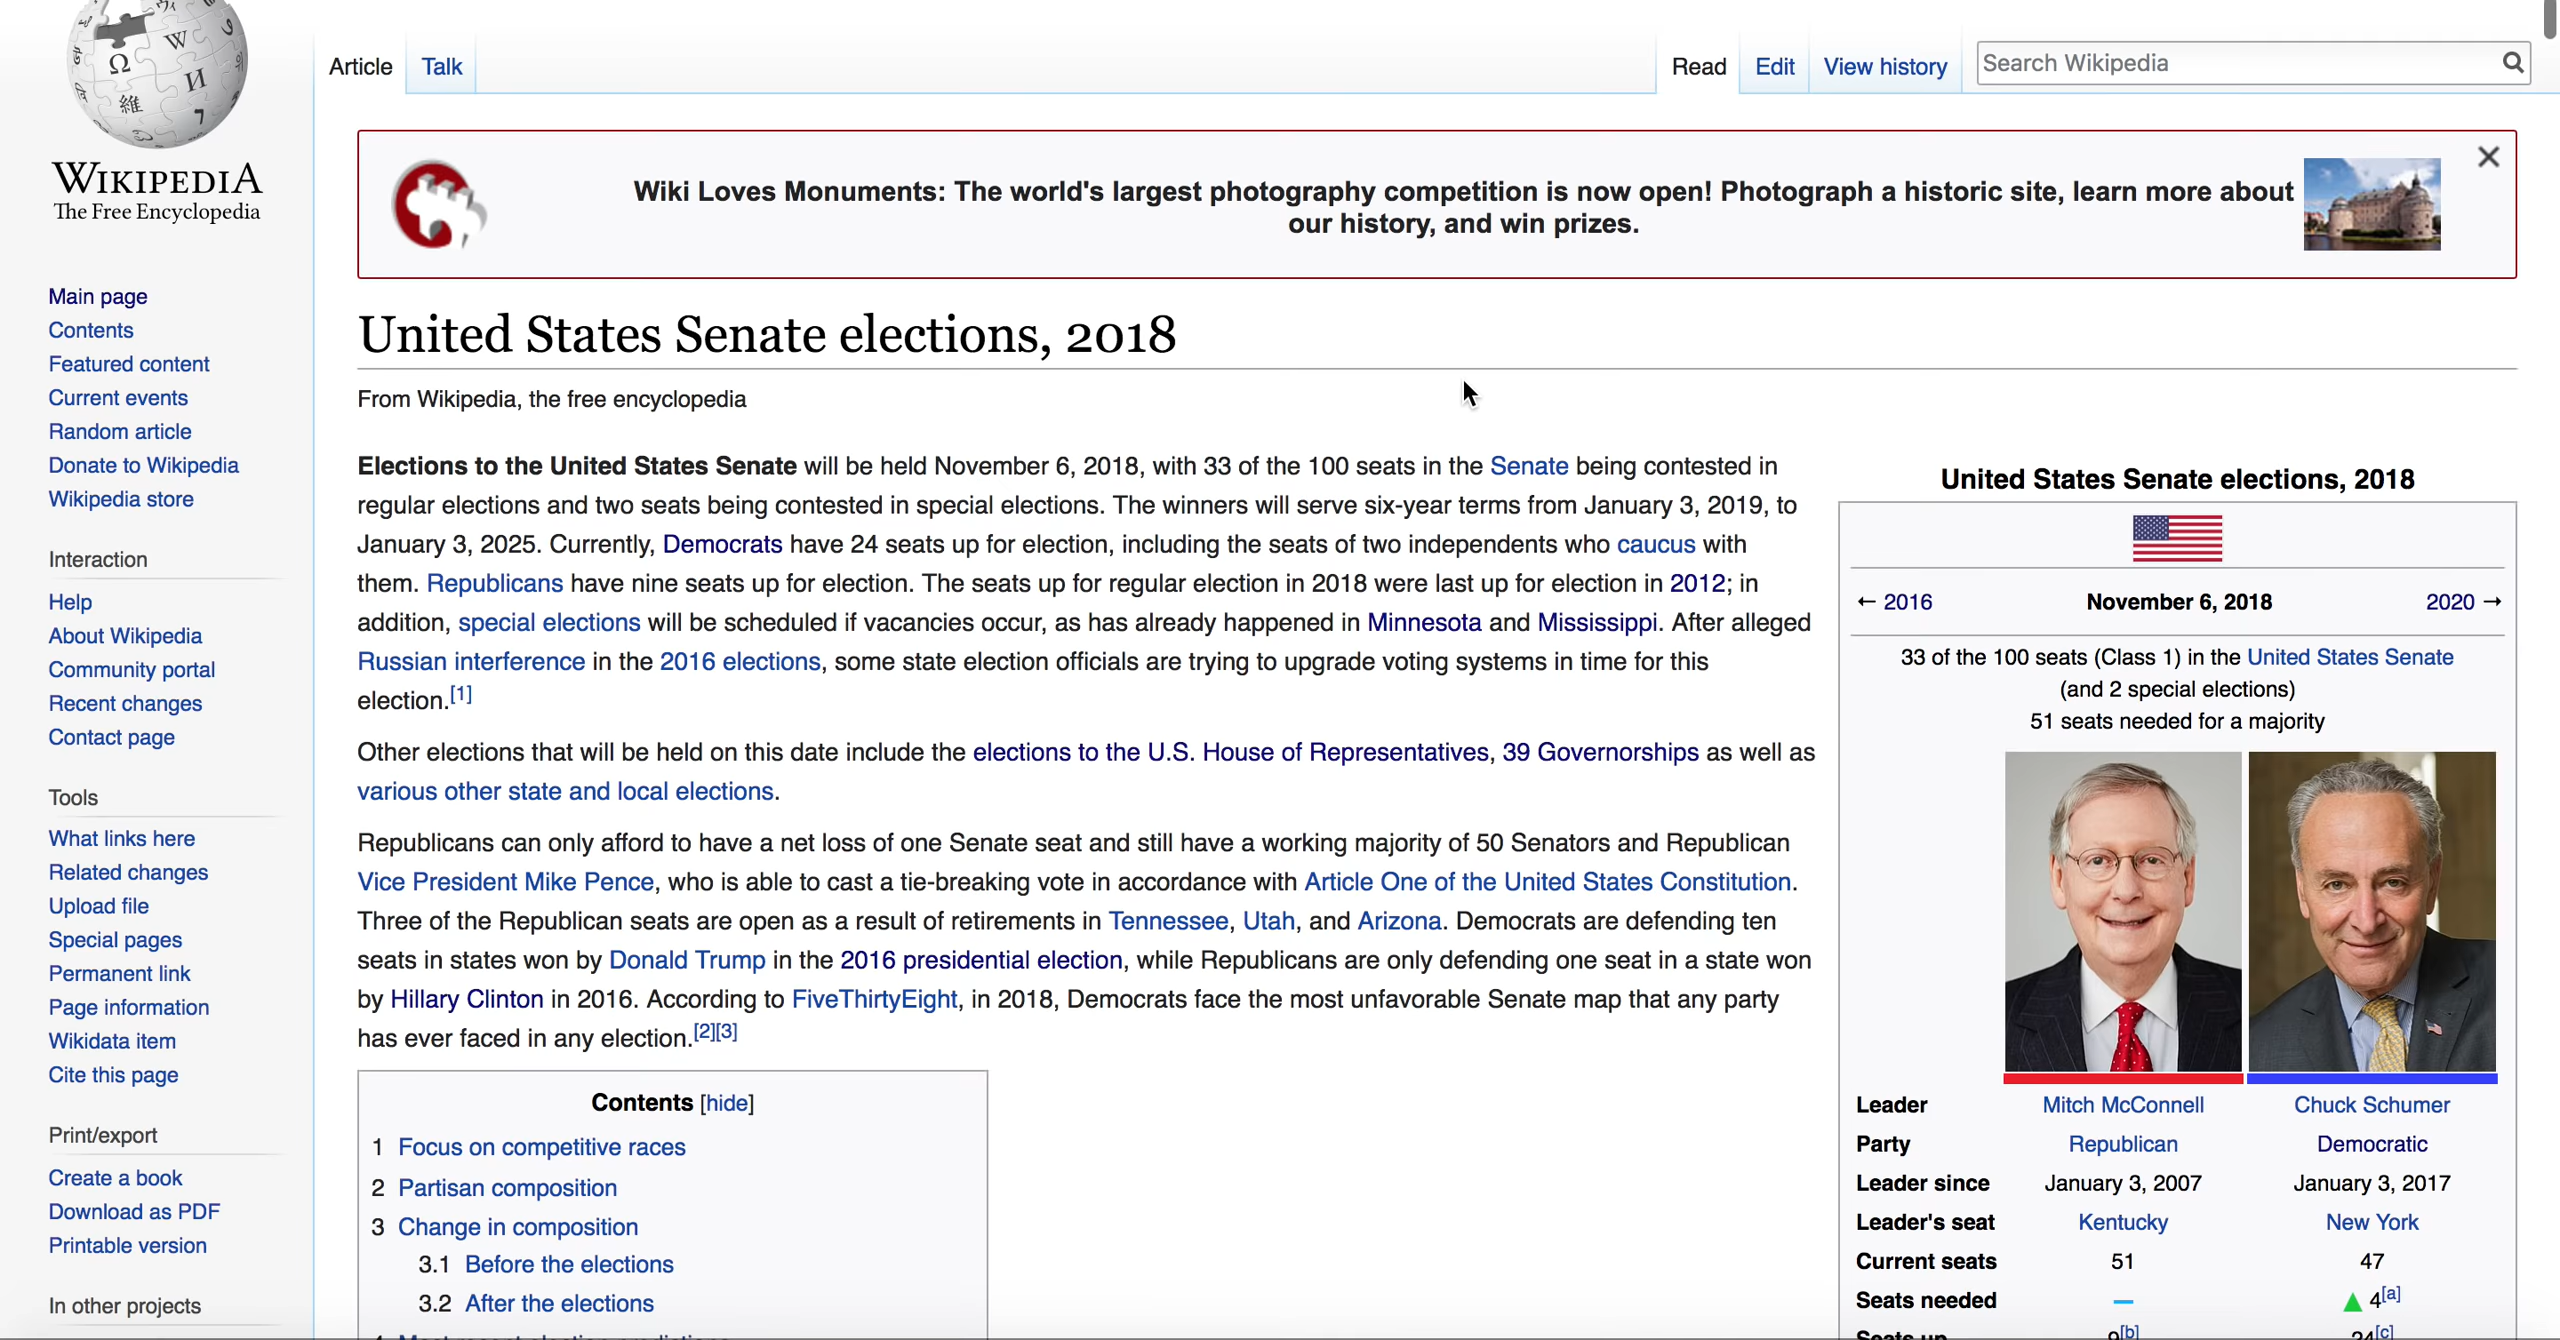 WIKIPEDIA
The Free Encyclopedia
Main page
Contents
Featured content
Current events
Random article
Donate to Wikipedia
Wikipedia store
Interaction
Help
About Wikipedia
Community portal
Recent changes
Contact page
Tools
What links here
Related changes
Upload file
Special pages
Permanent link
Page information
Wikidata item
Cite this page
Print/export
Create a book
Download as PDF
Printable version
In other projects
Article Talk
Read Edit View history Search Wikipedia
Wiki Loves Monuments: The world's largest photography competition is now open! Photograph a historic site, learn more about
our history, and win prizes.
United States Senate elections, 2018
From Wikipedia, the free encyclopedia
Elections to the United States Senate will be held November 6, 2018, with 33 of the 100 seats in the Senate being contested in
regular elections and two seats being contested in special elections. The winners will serve six-year terms from January 3, 2019, to
January 3, 2025. Currently, Democrats have 24 seats up for election, including the seats of two independents who caucus with
them. Republicans have nine seats up for election. The seats up for regular election in 2018 were last up for election in 2012; in
addition, special elections will be scheduled if vacancies occur, as has already happened in Minnesota and Mississippi. After alleged
Russian interference in the 2016 elections, some state election officials are trying to upgrade voting systems in time for this
election.[1]
Other elections that will be held on this date include the elections to the U.S. House of Representatives, 39 Governorships as well as
various other state and local elections.
Republicans can only afford to have a net loss of one Senate seat and still have a working majority of 50 Senators and Republican
Vice President Mike Pence, who is able to cast a tie-breaking vote in accordance with Article One of the United States Constitution.
Three of the Republican seats are open as a result of retirements in Tennessee, Utah, and Arizona. Democrats are defending ten
seats in states won by Donald Trump in the 2016 presidential election, while Republicans are only defending one seat in a state won
by Hillary Clinton in 2016. According to FiveThirtyEight, in 2018, Democrats face the most unfavorable Senate map that any party
has ever faced in any election.[2][3]
Contents [hide]
1 Focus on competitive races
2 Partisan composition
3 Change in composition
3.1 Before the elections
3.2 After the elections
United States Senate elections, 2018
← 2016 November 6, 2018 2020 →
33 of the 100 seats (Class 1) in the United States Senate
(and 2 special elections)
51 seats needed for a majority
Leader Mitch McConnell Chuck Schumer
Party Republican Democratic
Leader since January 3, 2007 January 3, 2017
Leader's seat Kentucky New York
Current seats 51 47
Seats needed – ▲ 4[a]
Seats up 9[b] 24[c]